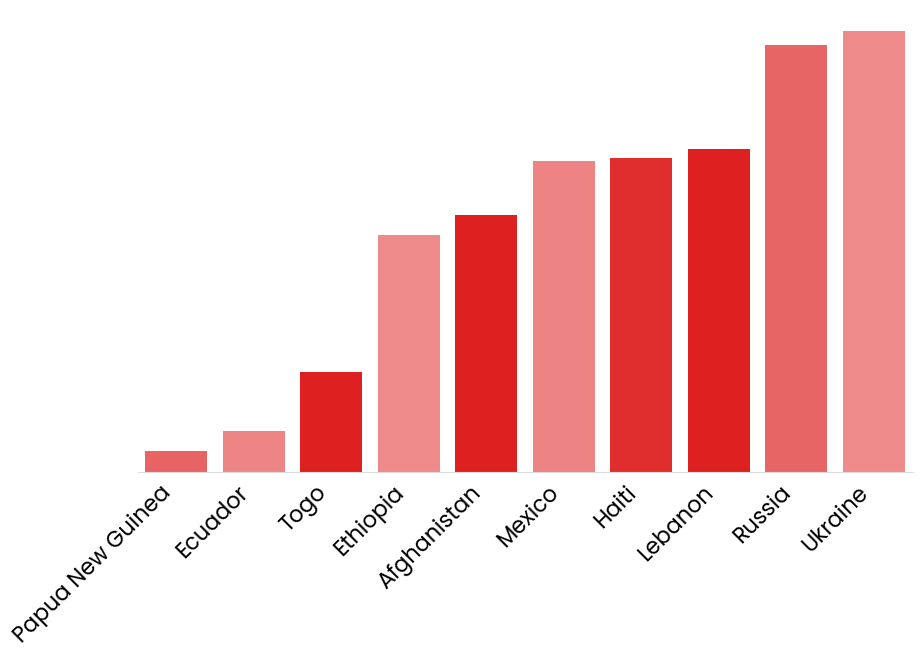 Papua New Guinea
Ecuador
Togo
Ethiopia
Afghanistan
Mexico
Haiti
Lebanon
Russia
Ukraine